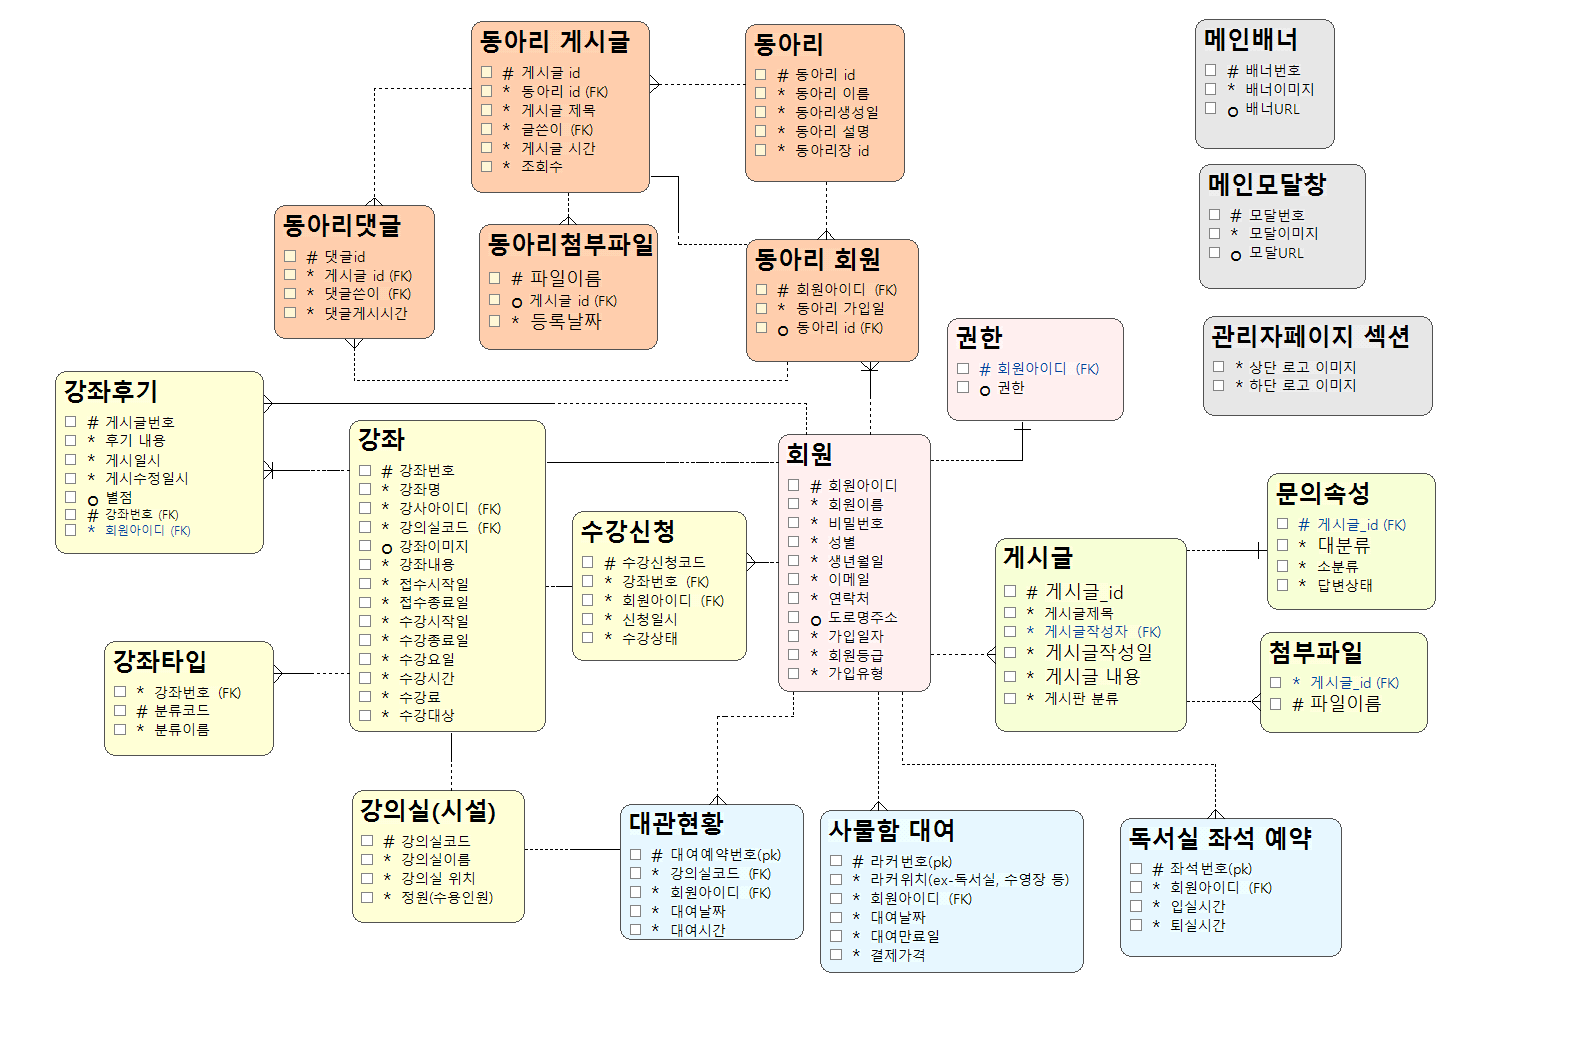 동아리 게시글
# 게시글 id
* 동아리 id (FK)
* 게시글 제목
* 글쓴이 (FK)
* 게시글 시간
* 조회수
동아리
# 동아리 id
* 동아리 이름
* 동아리생성일
* 동아리 설명
* 동아리장 id
메인배너
# 배너번호
* 배너이미지
o 배너URL
메인모달창
# 모달번호
* 모달이미지
o 모달URL
동아리댓글
# 댓글id
* 게시글 id (FK)
* 댓글쓴이 (FK)
* 댓글게시시간
동아리첨부파일
# 파일이름
o 게시글 id (FK)
* 등록날짜
동아리 회원
# 회원아이디 (FK)
* 동아리 가입일
o 동아리 id (FK)
권한
# 회원아이디 (FK)
o 권한
관리자페이지 섹션
* 상단 로고 이미지
* 하단 로고 이미지
강좌후기
# 게시글번호
* 후기 내용
* 게시일시
* 게시수정일시
o 별점
# 강좌번호 (FK)
* 회원아이디 (FK)
강좌
# 강좌번호
* 강좌명
* 강사아이디 (FK)
* 강의실코드 (FK)
o 강좌이미지
* 강좌내용
* 접수시작일
* 접수종료일
* 수강시작일
* 수강종료일
* 수강요일
* 수강시간
* 수강료
* 수강대상
수강신청
# 수강신청코드
* 강좌번호 (FK)
* 회원아이디 (FK)
* 신청일시
* 수강상태
회원
# 회원아이디
* 회원이름
* 비밀번호
* 성별
* 생년월일
* 이메일
* 연락처
o 도로명주소
* 가입일자
* 회원등급
* 가입유형
게시글
# 게시글_id
* 게시글제목
* 게시글작성자 (FK)
* 게시글작성일
* 게시글 내용
* 게시판 분류
문의속성
# 게시글_id (FK)
* 대분류
* 소분류
* 답변상태
첨부파일
* 게시글_id (FK)
# 파일이름
강좌타입
* 강좌번호 (FK)
# 분류코드
* 분류이름
강의실(시설)
# 강의실코드
* 강의실이름
* 강의실 위치
* 정원(수용인원)
대관현황
# 대여예약번호(pk)
* 강의실코드 (FK)
* 회원아이디 (FK)
* 대여날짜
* 대여시간
사물함 대여
# 라커번호(pk)
* 라커위치(ex-독서실, 수영장 등)
* 회원아이디 (FK)
* 대여날짜
* 대여만료일
* 결제가격
독서실 좌석 예약
# 좌석번호(pk)
* 회원아이디 (FK)
* 입실시간
* 퇴실시간